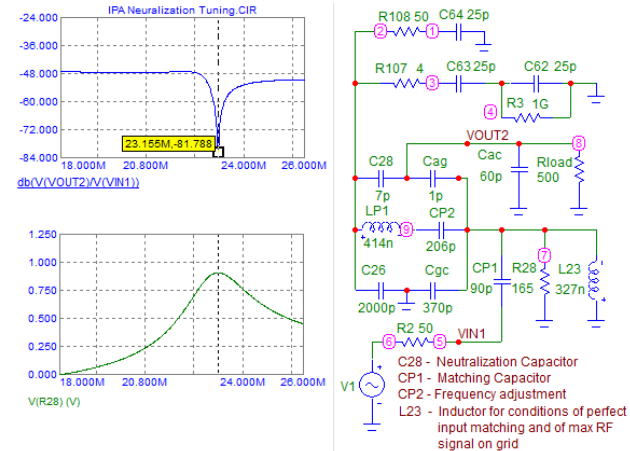 IPA Neuralization Tuning.CIR
-24.000
-36.000
-48.000
-60.000
-72.000
-84.000
23.155M,-81.788
18.000M 20.800M 24.000M 26.000M
db(V(VOUT2)/V(VIN1))
1.250
1.000
0.750
0.500
0.250
0.000
18.000M 20.800M 24.000M 26.000M
V(R28) (V)
R108 50 C64 25p
2 1
R107 4 C63 25p C62 25p
3
4 R3 1G
VOUT2
8
C28 Cag Cac Rload
7p 1p 60p 500
LP1 CP2
9
414n 206p
7
C26 Cgc CP1 R28 L23
2000p 370p 90p 165 327n
R2 50 VIN1
6 5
V1
C28 - Neutralization Capacitor
CP1 - Matching Capacitor
CP2 - Frequency adjustment
L23 - Inductor for conditions of perfect
input matching and of max RF
signal on grid